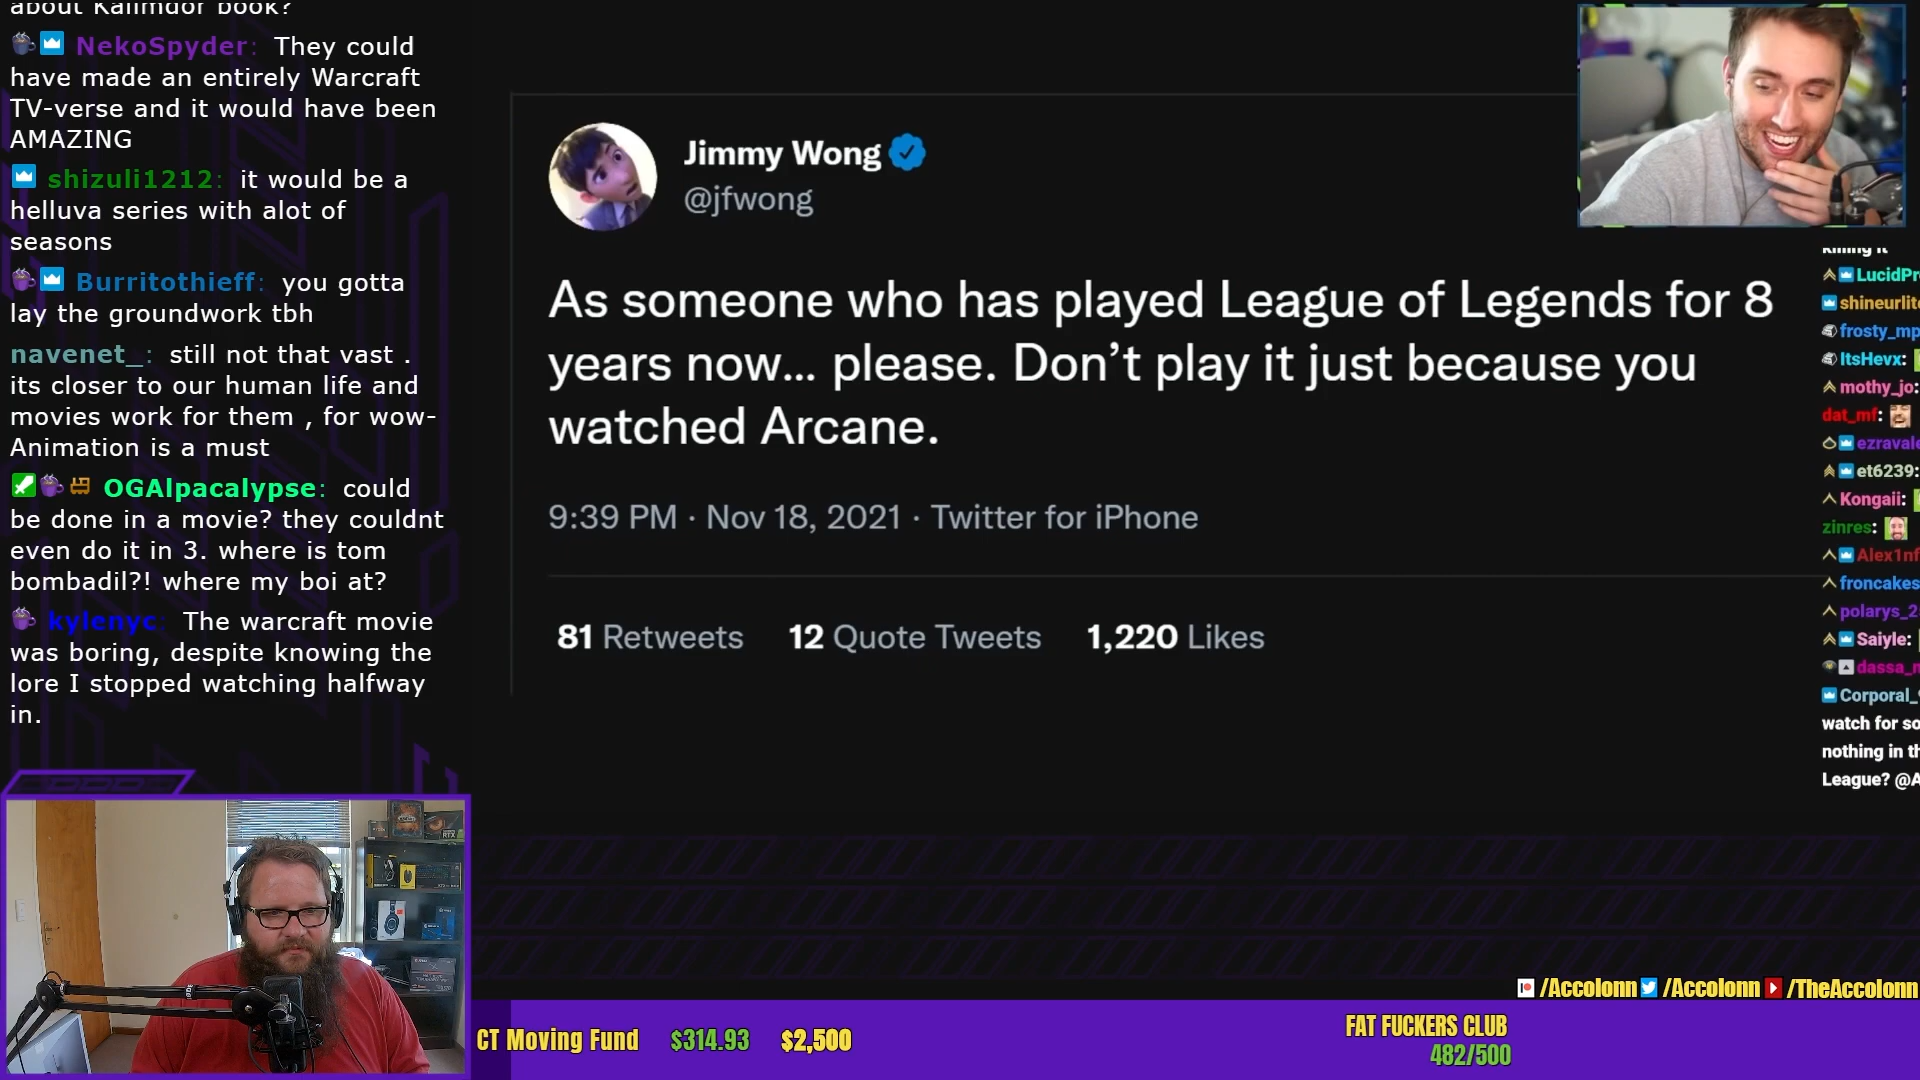 about Kalimdor book?
NekoSpyder: They could
have made an entirely Warcraft
TV-verse and it would have been
AMAZING
shizuli1212: it would be a
helluva series with alot of
seasons
Burritothieff: you gotta
lay the groundwork tbh
navenet_: still not that vast .
its closer to our human life and
movies work for them , for wow-
Animation is a must
OGAlpacalypse: could
be done in a movie? they couldnt
even do it in 3. where is tom
bombadil?! where my boi at?
kylenyc: The warcraft movie
was boring, despite knowing the
lore I stopped watching halfway
in.
Jimmy Wong
@jfwong
As someone who has played League of Legends for 8
years now... please. Don’t play it just because you
watched Arcane.
9:39 PM · Nov 18, 2021 · Twitter for iPhone
81 Retweets 12 Quote Tweets 1,220 Likes
killing it
LucidPr
shineurlit
frosty_mp
ItsHevx:
mothy_jo:
dat_mf:
ezravale
et6239:
Kongaii:
zinres:
Alex1nf
froncakes
polarys_2
Saiyle:
dassa_
Corporal_
watch for so
nothing in th
League? @A
/Accolonn /Accolonn /TheAccolonn
CT Moving Fund $314.93 $2,500
FAT FUCKERS CLUB
482/500